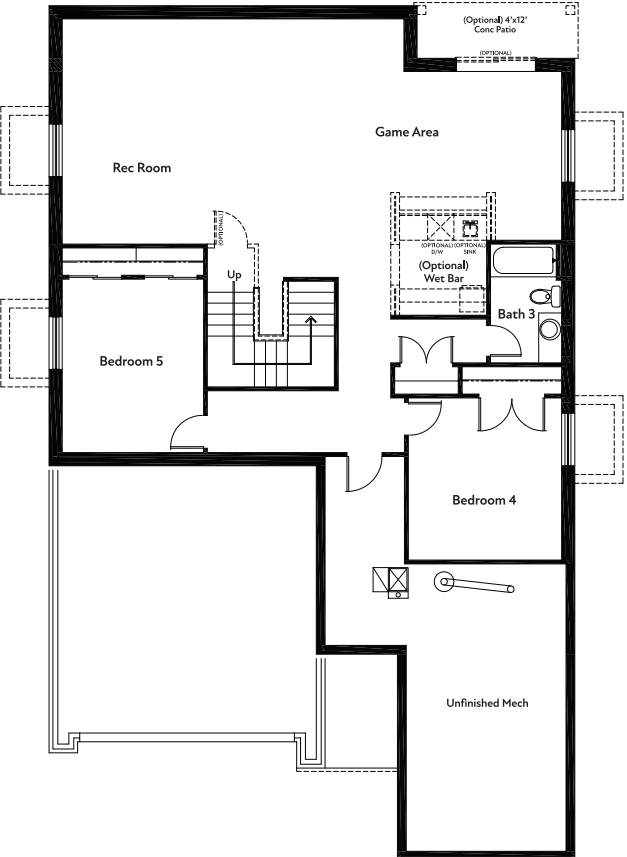 (Optional) 4'x12'
Conc Patio
(OPTIONAL)
Game Area
Rec Room
(OPTIONAL)
Up
(OPTIONAL)
D/W
(OPTIONAL)
SINK
(Optional)
Wet Bar
Bath 3
Bedroom 5
Bedroom 4
Unfinished Mech